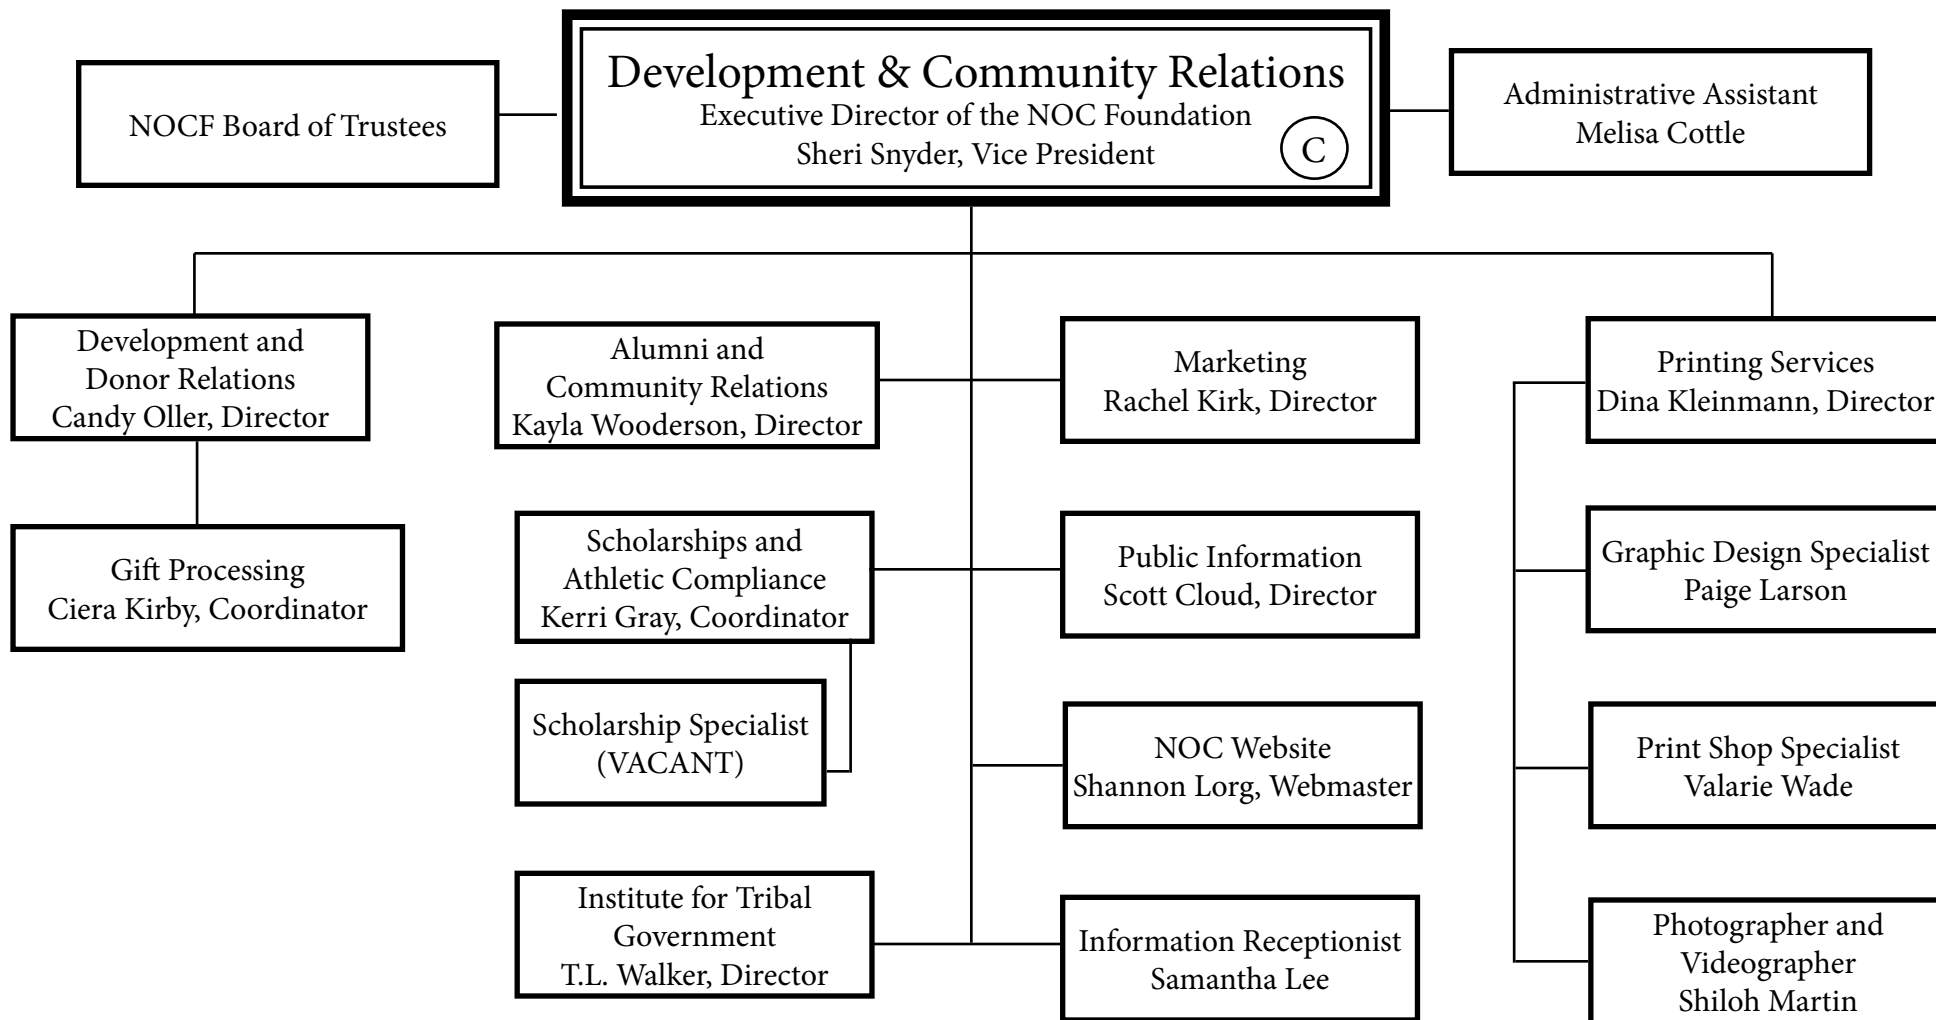 Development & Community Relations
Executive Director of the NOC Foundation
Sheri Snyder, Vice President
C
NOCF Board of Trustees
Administrative Assistant
Melisa Cottle
Development and
Donor Relations
Candy Oller, Director
Gift Processing
Ciera Kirby, Coordinator
Alumni and
Community Relations
Kayla Wooderson, Director
Scholarships and
Athletic Compliance
Kerri Gray, Coordinator
Scholarship Specialist
(VACANT)
Institute for Tribal
Government
T.L. Walker, Director
Marketing
Rachel Kirk, Director
Public Information
Scott Cloud, Director
NOC Website
Shannon Lorg, Webmaster
Information Receptionist
Samantha Lee
Printing Services
Dina Kleinmann, Director
Graphic Design Specialist
Paige Larson
Print Shop Specialist
Valarie Wade
Photographer and
Videographer
Shiloh Martin